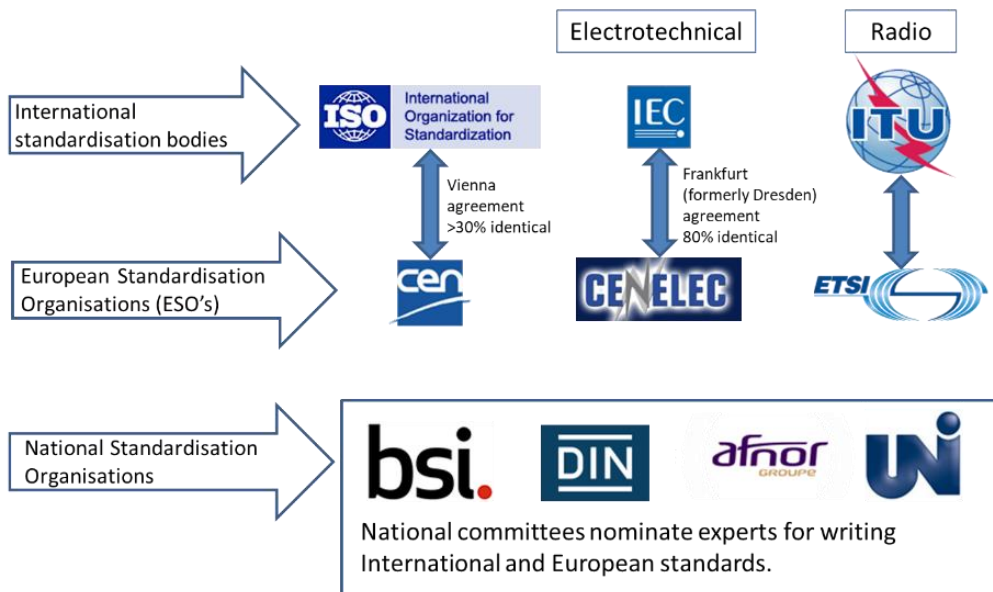 Electrotechnical
Radio
International
standardisation bodies
ISO
International
Organization for
Standardization
IEC
ITU
Vienna
agreement
>30% identical
Frankfurt
(formerly Dresden)
agreement
80% identical
European Standardisation
Organisations (ESO's)
cen
CENELEC
ETSI
National Standardisation
Organisations
bsi.
DIN
afnor
GROUPE
UNI
National committees nominate experts for writing
International and European standards.